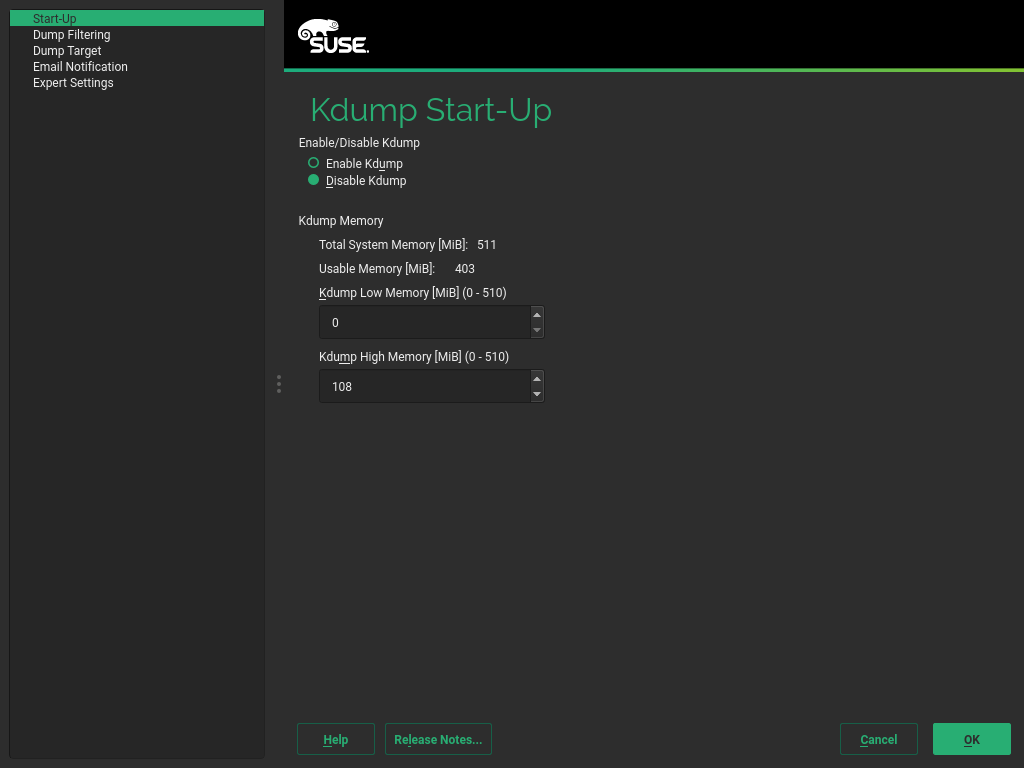 Start-Up
Dump Filtering
Dump Target
Email Notification
Expert Settings
SUSE.
Kdump Start-Up
Enable/Disable Kdump
Enable Kdump
Disable Kdump
Kdump Memory
Total System Memory [MiB]: 511
Usable Memory [MiB]: 403
Kdump Low Memory [MiB] (0 - 510)
0
Kdump High Memory [MiB] (0 - 510)
108
Help
Release Notes...
Cancel
OK